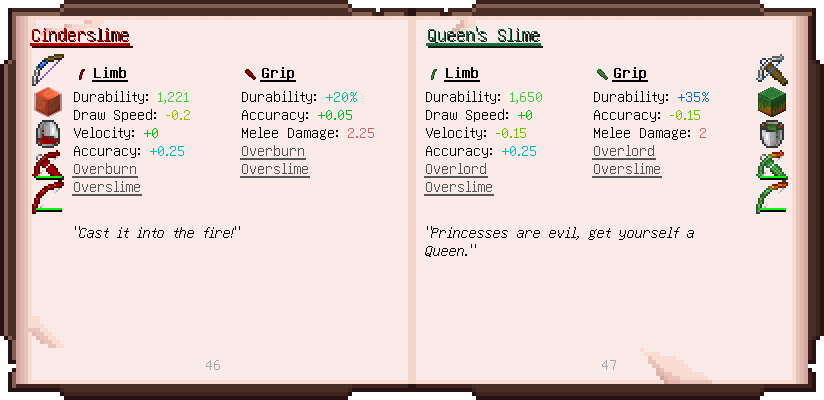 Cinderslime
Limb
Durability: 1,221
Draw Speed: -0.2
Velocity: +0
Accuracy: +0.25
Overburn
Overslime
Grip
Durability: +20%
Accuracy: +0.05
Melee Damage: 2.25
Overburn
Overslime
"Cast it into the fire!"
46
Queen's Slime
Limb
Durability: 1,650
Draw Speed: +0
Velocity: -0.15
Accuracy: +0.25
Overlord
Overslime
Grip
Durability: +35%
Accuracy: -0.15
Melee Damage: 2
Overlord
Overslime
"Princesses are evil, get yourself a
Queen."
47